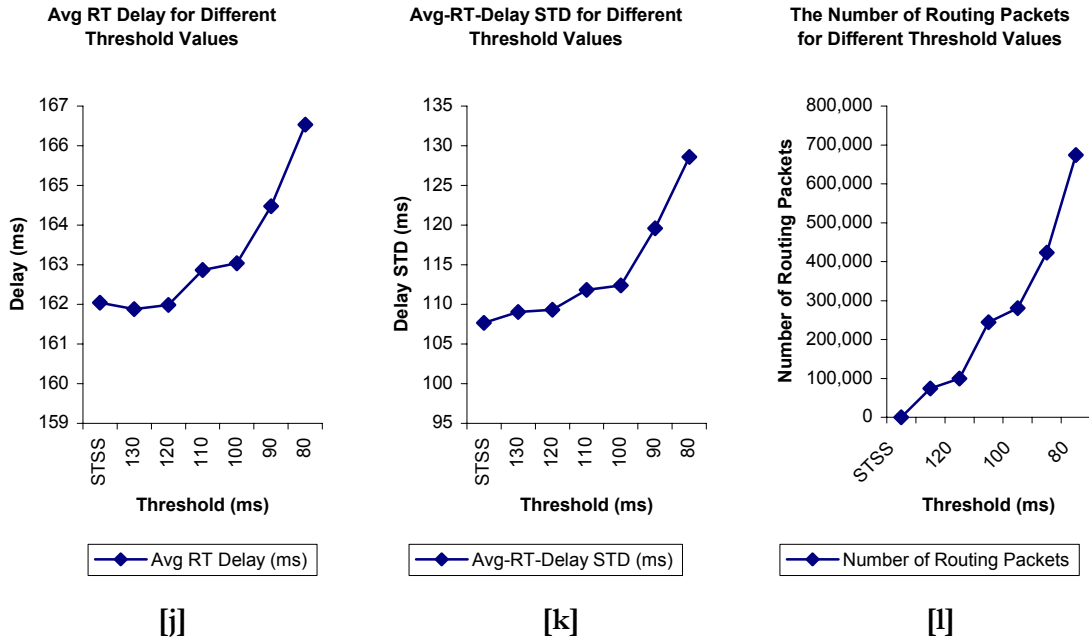 Avg RT Delay for Different
Threshold Values
167
166
165
164
163
162
161
160
159
Delay (ms)
STSS
130
120
110
100
90
80
Threshold (ms)
Avg RT Delay (ms)
[j]
Avg-RT-Delay STD for Different
Threshold Values
135
130
125
120
115
110
105
100
95
Delay STD (ms)
STSS
130
120
110
100
90
80
Threshold (ms)
Avg-RT-Delay STD (ms)
[k]
The Number of Routing Packets
for Different Threshold Values
800,000
700,000
600,000
500,000
400,000
300,000
200,000
100,000
0
Number of Routing Packets
STSS
120
100
80
Threshold (ms)
Number of Routing Packets
[l]